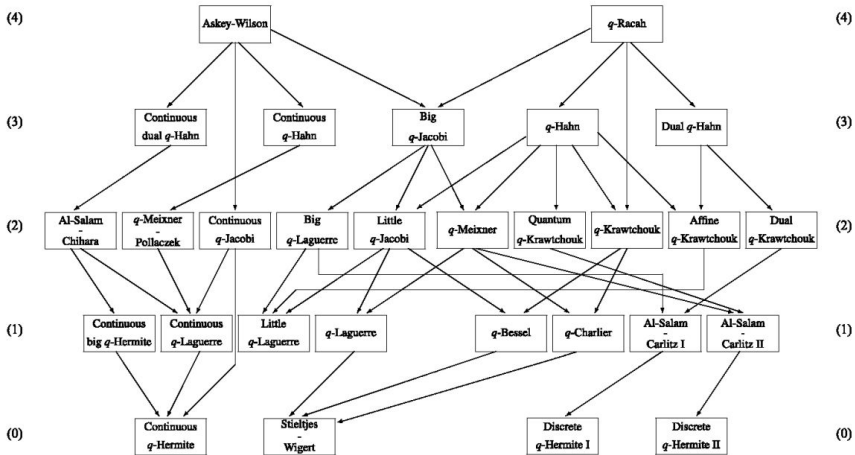 (4)
Askey-Wilson
q-Racah
(4)
(3)
Continuous
dual q-Hahn
Continuous
q-Hahn
Big
q-Jacobi
q-Hahn
Dual q-Hahn
(3)
(2)
Al-Salam
-
Chihara
q-Meixner
-
Pollaczek
Continuous
q-Jacobi
Big
q-Laguerre
Little
q-Jacobi
q-Meixner
Quantum
q-Krawtchouk
q-Krawtchouk
Affine
q-Krawtchouk
Dual
q-Krawtchouk
(2)
(1)
Continuous
big q-Hermite
Continuous
q-Laguerre
Little
q-Laguerre
q-Laguerre
q-Bessel
q-Charlier
Al-Salam
-
Carlitz I
Al-Salam
-
Carlitz II
(1)
(0)
Continuous
q-Hermite
Stieltjes
-
Wigert
Discrete
q-Hermite I
Discrete
q-Hermite II
(0)